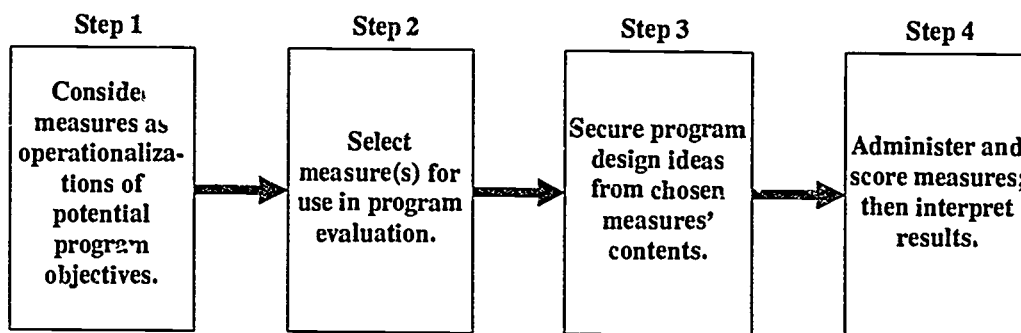 Step 1
Step 2
Step 3
Step 4
Consider
measures as
operationaliza-
tions of
potential
program
objectives.
Select
measure(s) for
use in program
evaluation.
Secure program
design ideas
from chosen
measures'
contents.
Administer and
score measures;
then interpret
results.